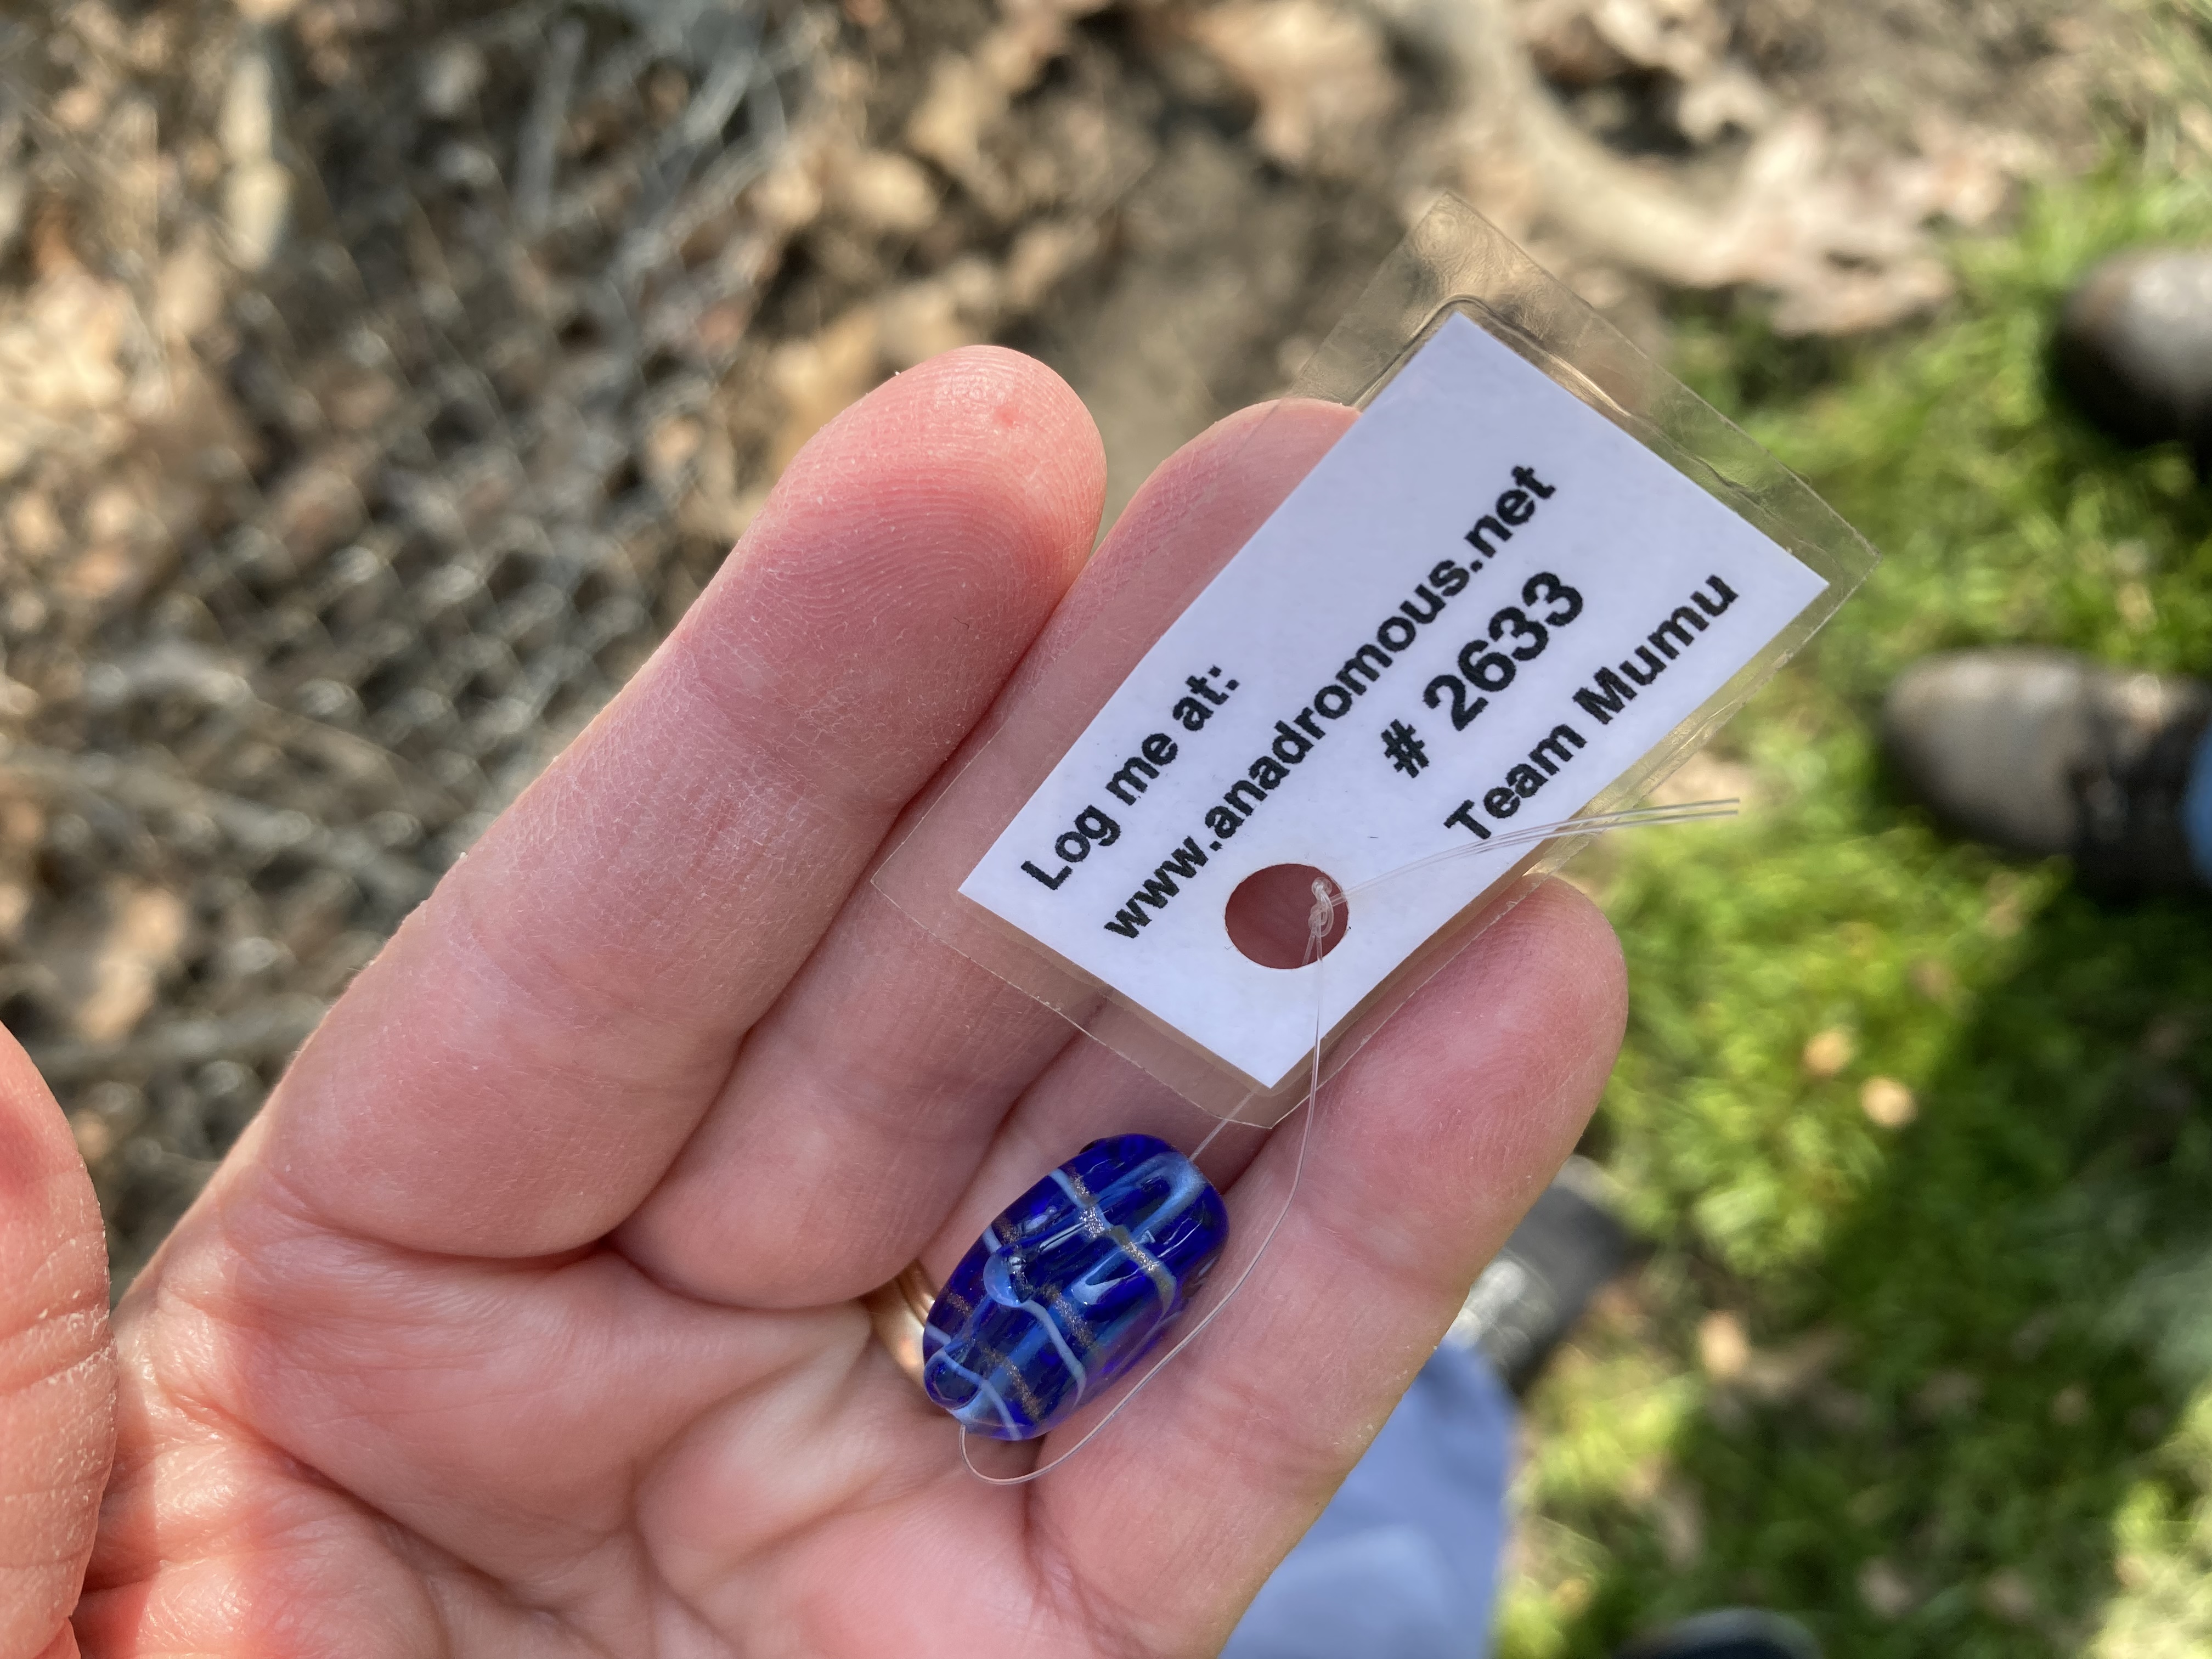 Log me at:
www.anadromous.net
# 2633
Team Mumu